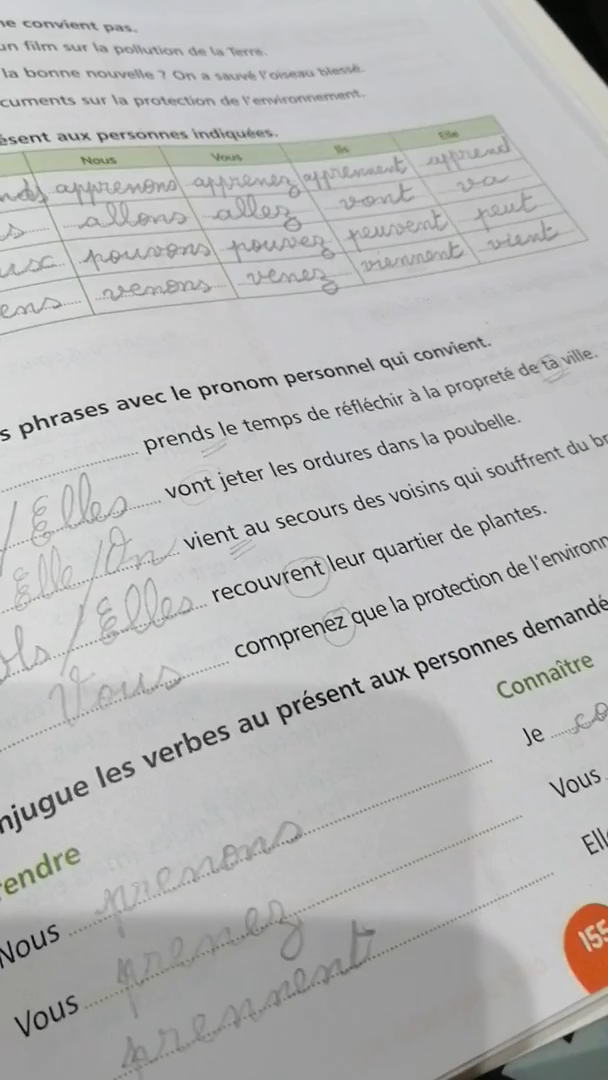 ne convient pas.
un film sur la pollution de la Terre.
la bonne nouvelle ? On a sauvé l'oiseau blessé.
cuments sur la protection de l'environnement.
ésent aux personnes indiquées.
Nous Vous Ils Elle
nds apprenons apprenez apprennent apprend
s allons allez vont va
usc pouvons pouvez peuvent peut
ens venons venez viennent vient
s phrases avec le pronom personnel qui convient.
prends le temps de réfléchir à la propreté de ta ville.
/ Elles vont jeter les ordures dans la poubelle.
Elle / On vient au secours des voisins qui souffrent du br
Ils / Elles recouvrent leur quartier de plantes.
Vous comprenez que la protection de l'environn
njugue les verbes au présent aux personnes demandé
endre Connaître
Nous prenons Je co
Vous prenez Vous
prennent Elle
155